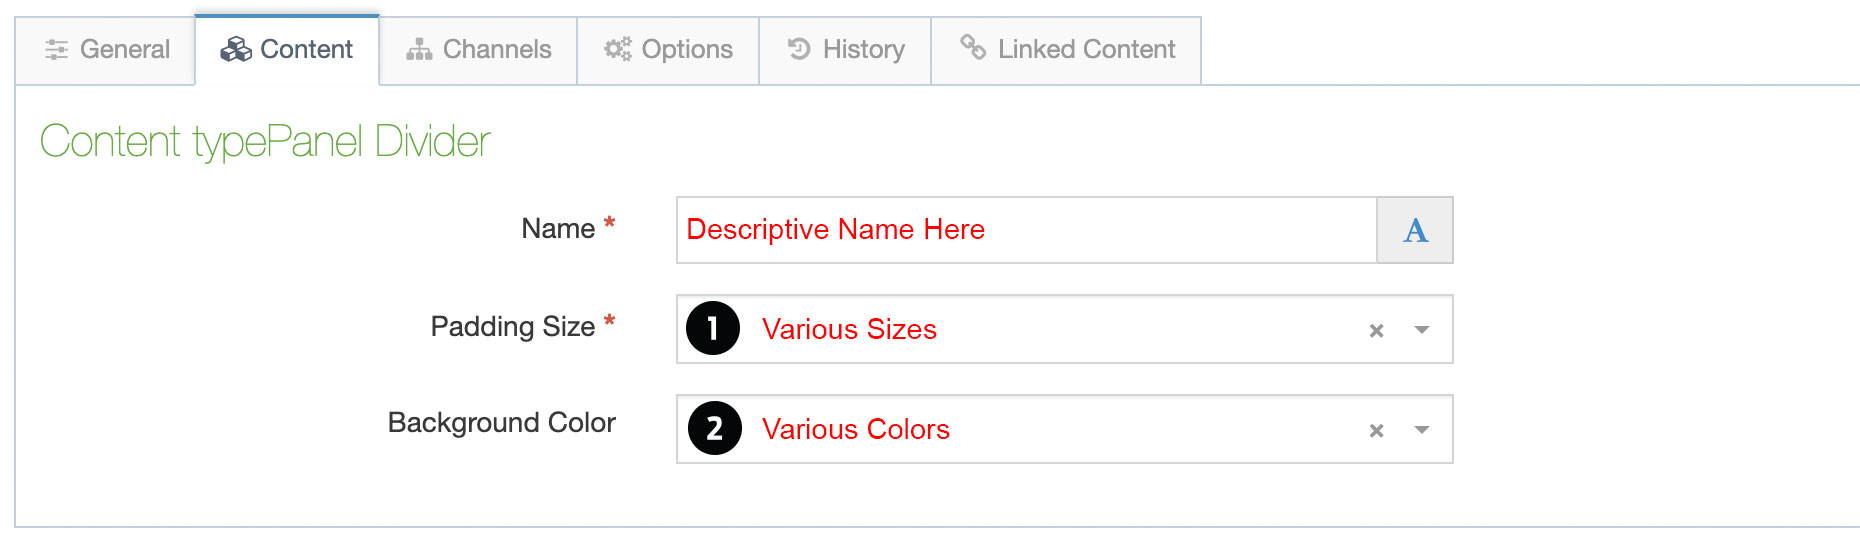 General Content Channels Options History Linked Content
Content typePanel Divider
Name * Descriptive Name Here A
Padding Size * 1 Various Sizes ×
Background Color 2 Various Colors ×